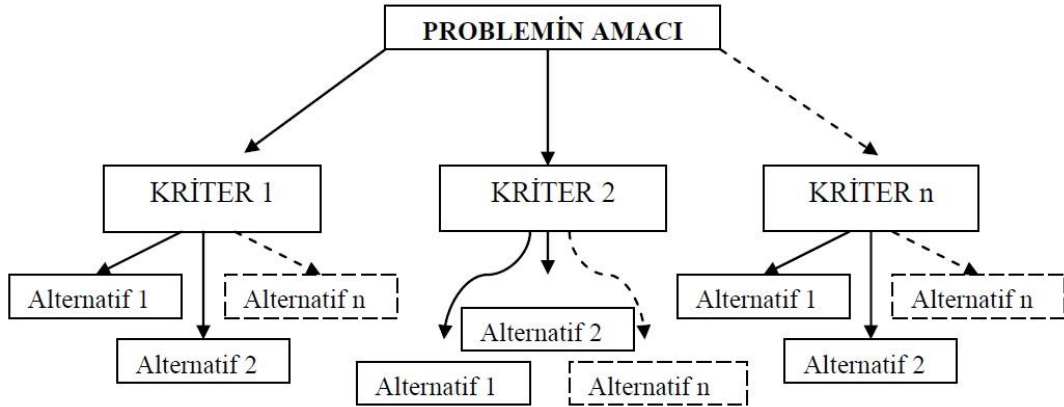 PROBLEMİN AMACI
KRİTER 1
KRİTER 2
KRİTER n
Alternatif 1
Alternatif n
Alternatif 2
Alternatif 2
Alternatif 1
Alternatif n
Alternatif 1
Alternatif n
Alternatif 2